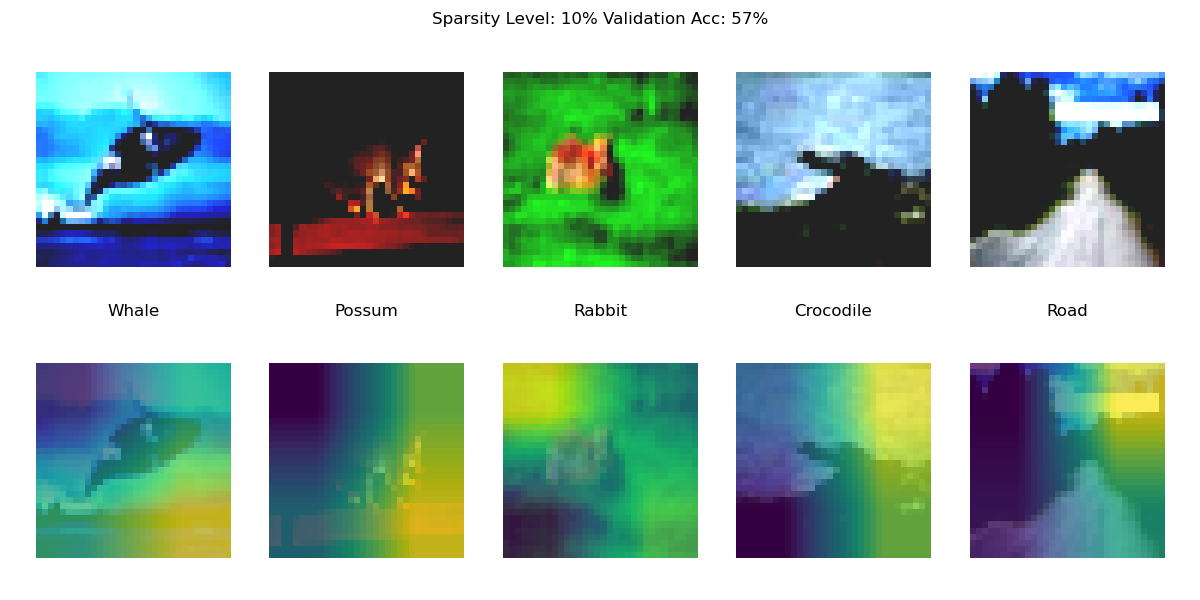 Sparsity Level: 10% Validation Acc: 57%
Whale Possum Rabbit Crocodile Road